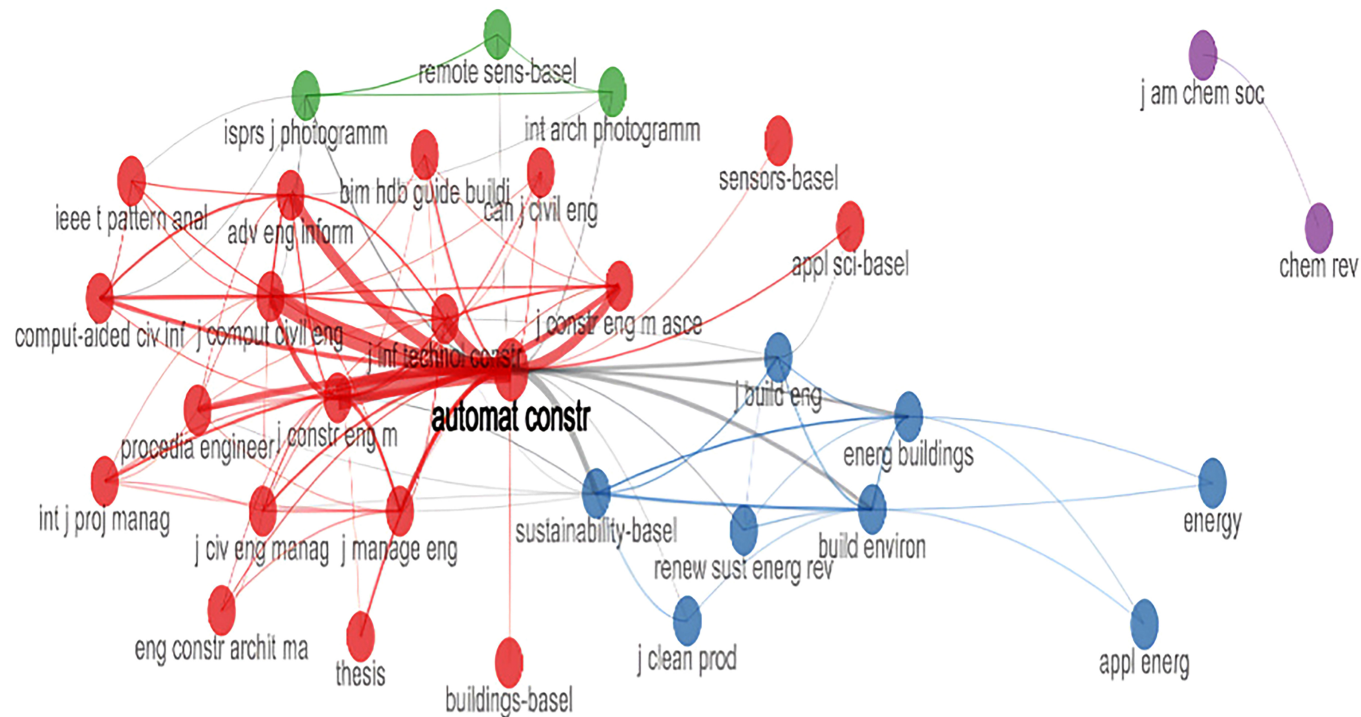 remote sens-basel
j am chem soc
isprs j photogramm
int arch photogramm
sensors-basel
bim hdb guide buildi
can j civil eng
ieee t pattern anal
adv eng inform
appl sci-basel
chem rev
comput-aided civ inf
j comput civil eng
j constr eng m asce
j inf technol constr
j build eng
automat constr
procedia engineer
j constr eng m
energ buildings
int j proj manag
j civ eng manag
j manage eng
sustainability-basel
renew sust energ rev
build environ
energy
eng constr archit ma
thesis
buildings-basel
j clean prod
appl energ